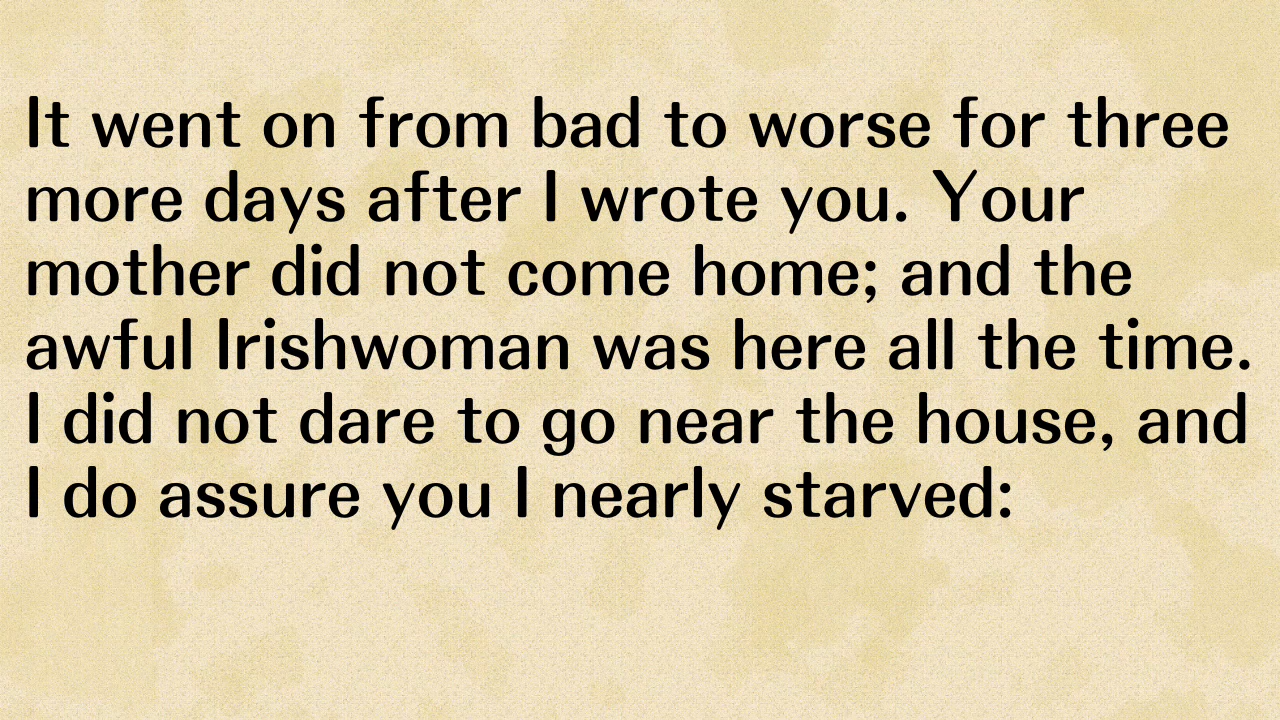 It went on from bad to worse for three
more days after I wrote you. Your
mother did not come home; and the
awful Irishwoman was here all the time.
I did not dare to go near the house, and
I do assure you I nearly starved: